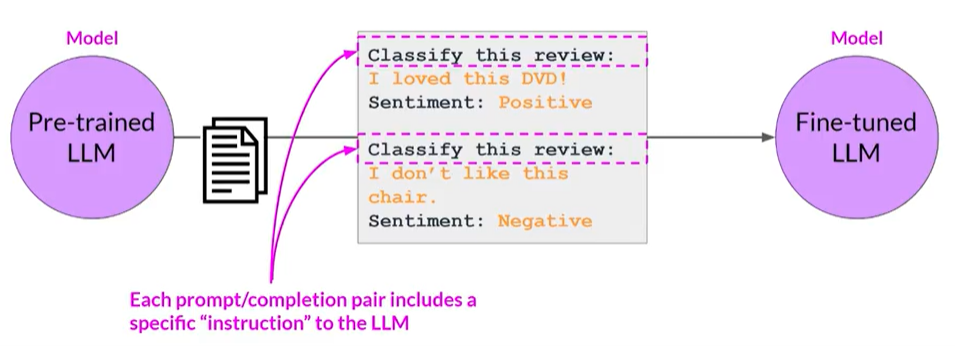 Model
Pre-trained
LLM
Classify this review:
I loved this DVD!
Sentiment: Positive
Classify this review:
I don't like this
chair.
Sentiment: Negative
Model
Fine-tuned
LLM
Each prompt/completion pair includes a
specific “instruction” to the LLM